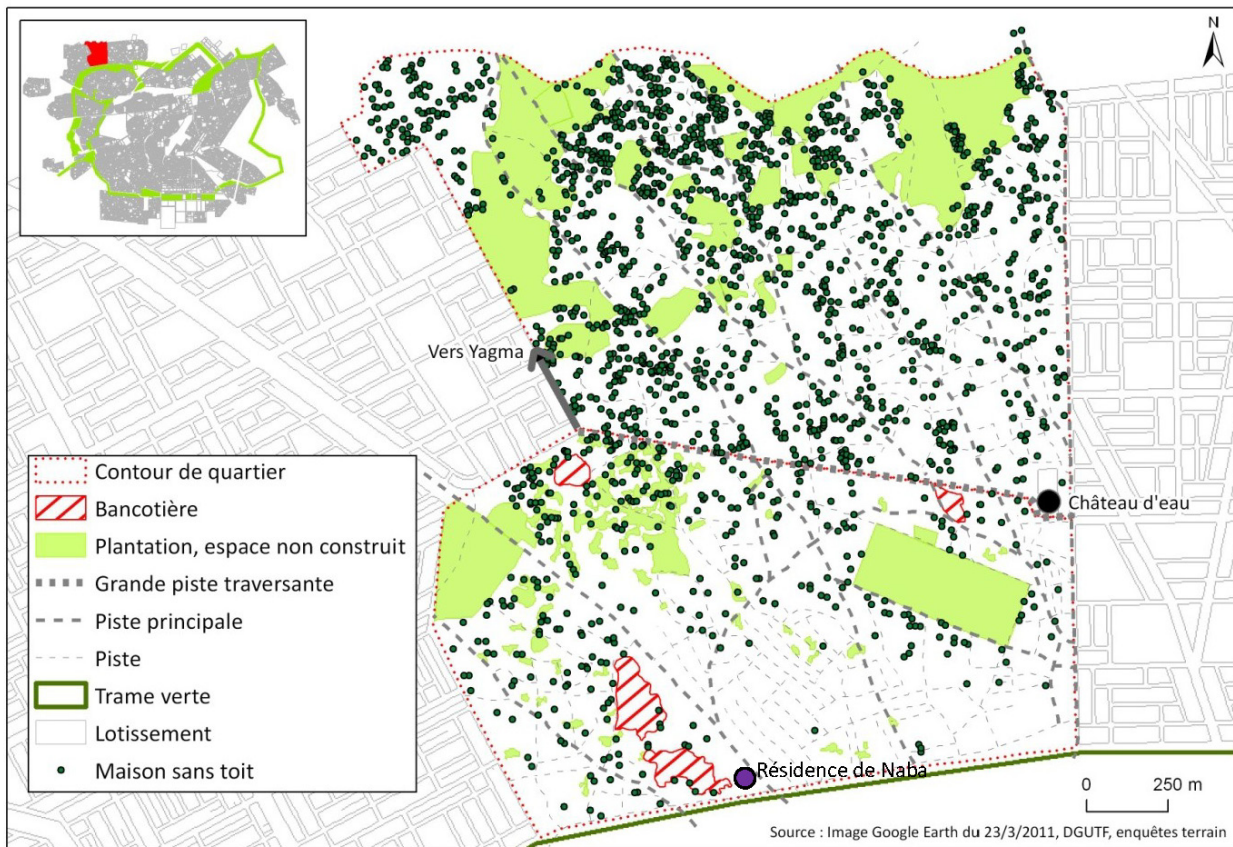 N
Vers Yagma
Contour de quartier
Bancotière
Plantation, espace non construit
Grande piste traversante
Piste principale
Piste
Trame verte
Lotissement
Maison sans toit
Château d'eau
Résidence de Naba
0 250 m
Source : Image Google Earth du 23/3/2011, DGUTF, enquêtes terrain